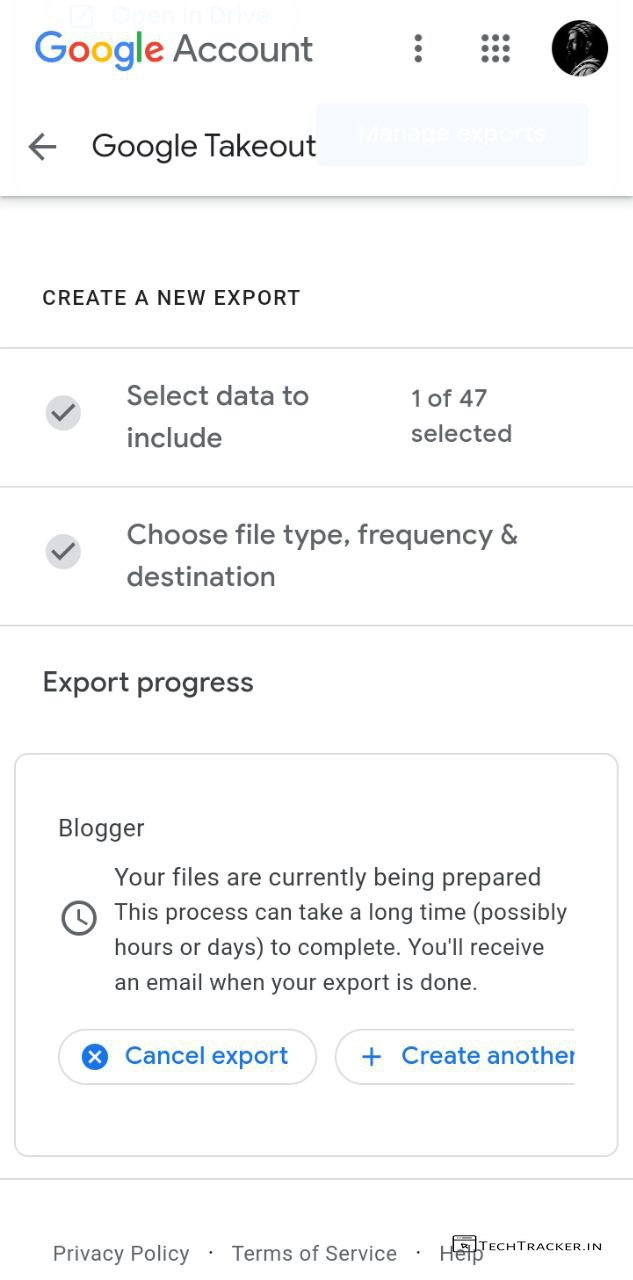 Open in Drive
Google Account
Google Takeout
Manage exports
CREATE A NEW EXPORT
Select data to
include
1 of 47
selected
Choose file type, frequency &
destination
Export progress
Blogger
Your files are currently being prepared
This process can take a long time (possibly
hours or days) to complete. You'll receive
an email when your export is done.
Cancel export
+ Create another
Privacy Policy · Terms of Service · Help
TECHTRACKER.IN